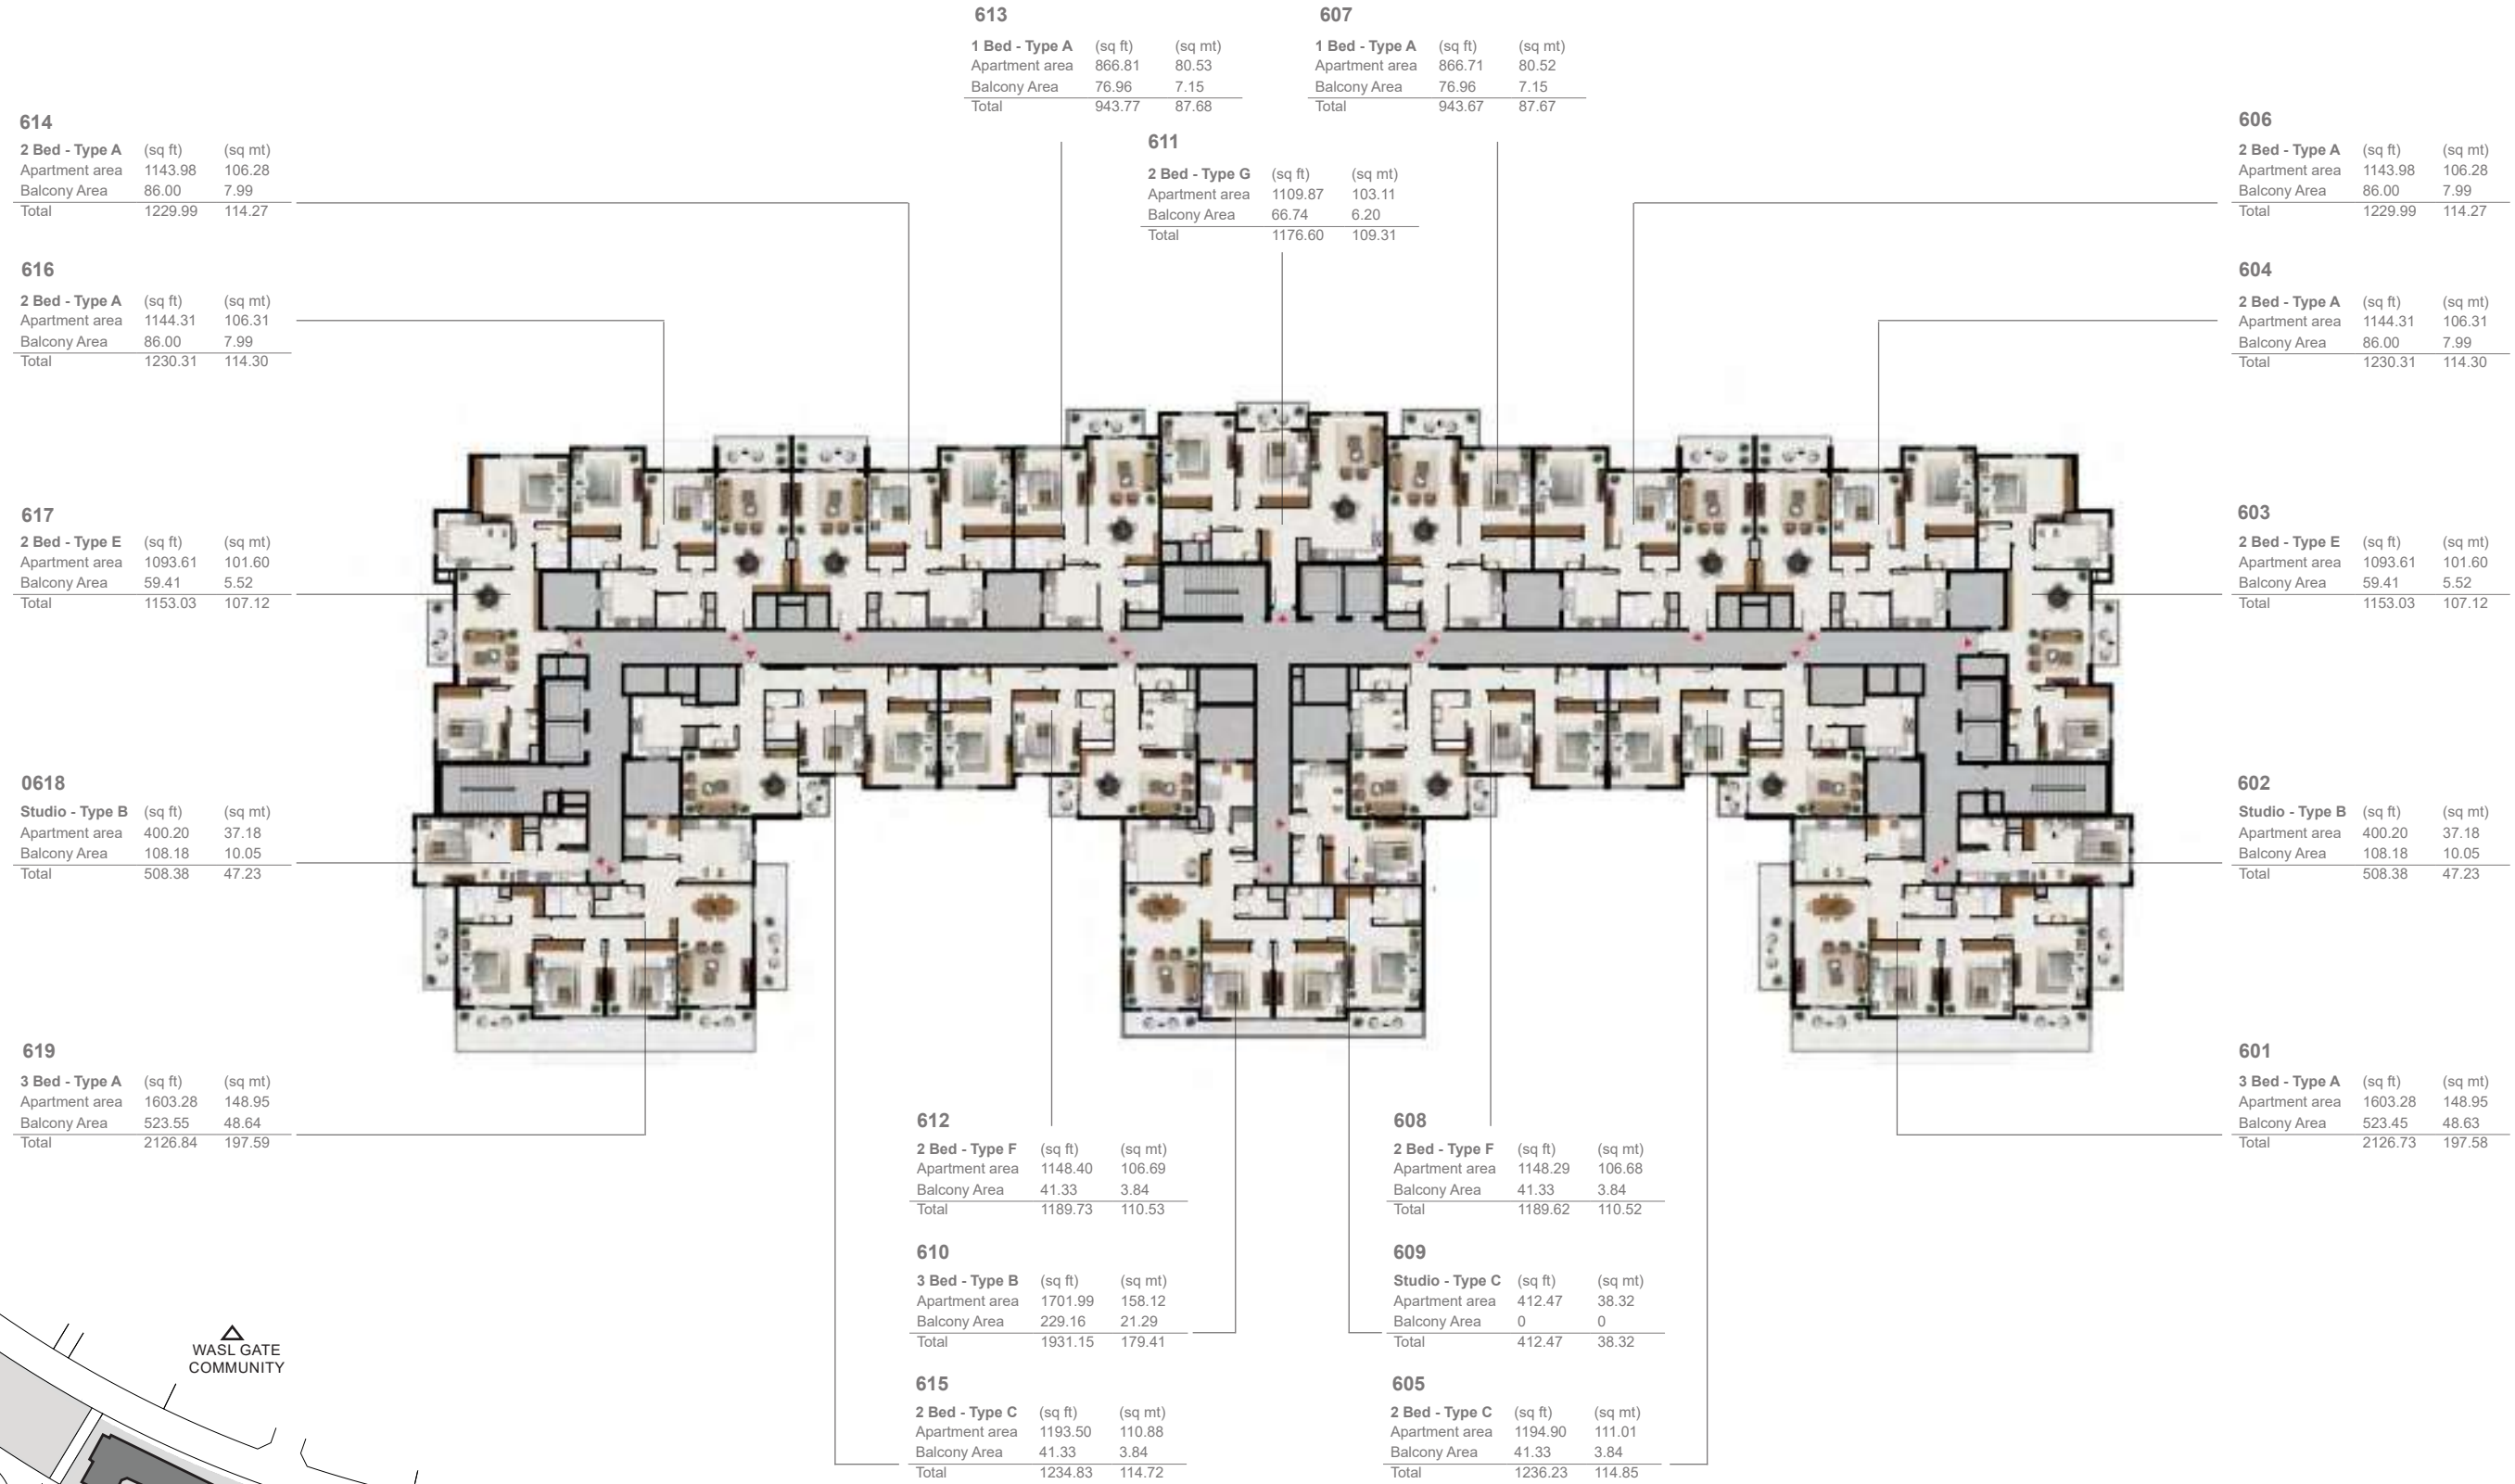 613
1 Bed - Type A (sq ft) (sq mt)
Apartment area 866.81 80.53
Balcony Area 76.96 7.15
Total 943.77 87.68
607
1 Bed - Type A (sq ft) (sq mt)
Apartment area 866.71 80.52
Balcony Area 76.96 7.15
Total 943.67 87.67
614
2 Bed - Type A (sq ft) (sq mt)
Apartment area 1143.98 106.28
Balcony Area 86.00 7.99
Total 1229.99 114.27
611
2 Bed - Type G (sq ft) (sq mt)
Apartment area 1109.87 103.11
Balcony Area 66.74 6.20
Total 1176.60 109.31
606
2 Bed - Type A (sq ft) (sq mt)
Apartment area 1143.98 106.28
Balcony Area 86.00 7.99
Total 1229.99 114.27
616
2 Bed - Type A (sq ft) (sq mt)
Apartment area 1144.31 106.31
Balcony Area 86.00 7.99
Total 1230.31 114.30
604
2 Bed - Type A (sq ft) (sq mt)
Apartment area 1144.31 106.31
Balcony Area 86.00 7.99
Total 1230.31 114.30
617
2 Bed - Type E (sq ft) (sq mt)
Apartment area 1093.61 101.60
Balcony Area 59.41 5.52
Total 1153.03 107.12
603
2 Bed - Type E (sq ft) (sq mt)
Apartment area 1093.61 101.60
Balcony Area 59.41 5.52
Total 1153.03 107.12
0618
Studio - Type B (sq ft) (sq mt)
Apartment area 400.20 37.18
Balcony Area 108.18 10.05
Total 508.38 47.23
602
Studio - Type B (sq ft) (sq mt)
Apartment area 400.20 37.18
Balcony Area 108.18 10.05
Total 508.38 47.23
619
3 Bed - Type A (sq ft) (sq mt)
Apartment area 1603.28 148.95
Balcony Area 523.55 48.64
Total 2126.84 197.59
601
3 Bed - Type A (sq ft) (sq mt)
Apartment area 1603.28 148.95
Balcony Area 523.45 48.63
Total 2126.73 197.58
612
2 Bed - Type F (sq ft) (sq mt)
Apartment area 1148.40 106.69
Balcony Area 41.33 3.84
Total 1189.73 110.53
608
2 Bed - Type F (sq ft) (sq mt)
Apartment area 1148.29 106.68
Balcony Area 41.33 3.84
Total 1189.62 110.52
610
3 Bed - Type B (sq ft) (sq mt)
Apartment area 1701.99 158.12
Balcony Area 229.16 21.29
Total 1931.15 179.41
609
Studio - Type C (sq ft) (sq mt)
Apartment area 412.47 38.32
Balcony Area 0 0
Total 412.47 38.32
615
2 Bed - Type C (sq ft) (sq mt)
Apartment area 1193.50 110.88
Balcony Area 41.33 3.84
Total 1234.83 114.72
605
2 Bed - Type C (sq ft) (sq mt)
Apartment area 1194.90 111.01
Balcony Area 41.33 3.84
Total 1236.23 114.85
WASL GATE
COMMUNITY